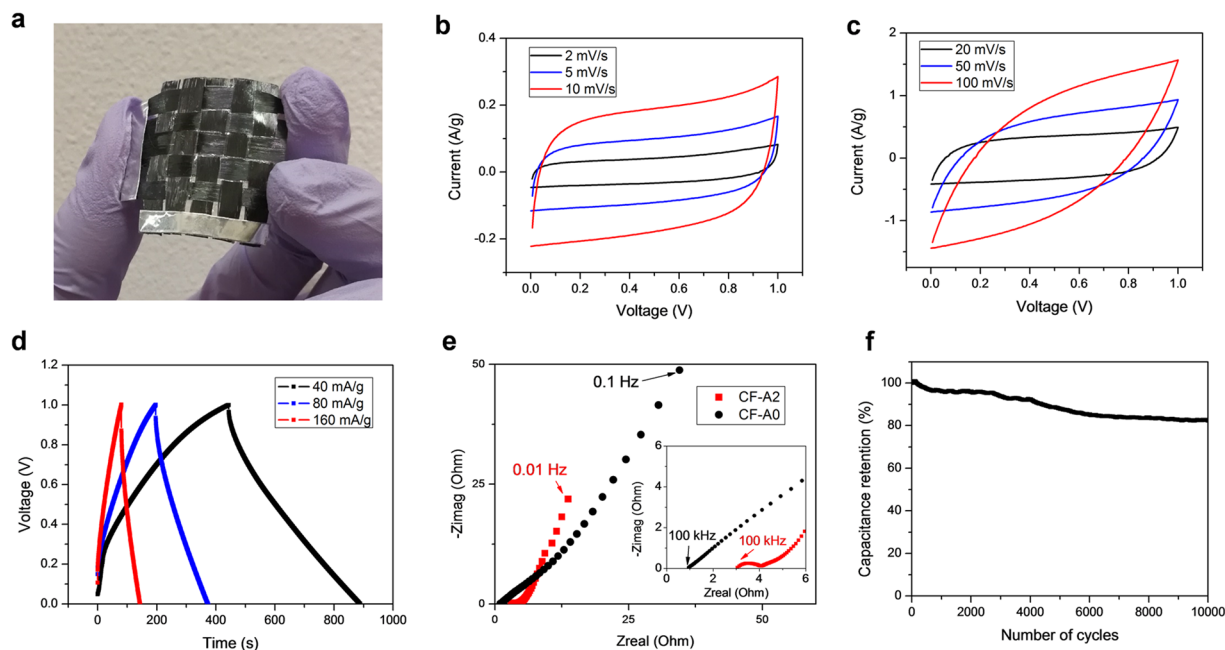 a
b
0.4
0.2
0.0
-0.2
Current (A/g)
2 mV/s
5 mV/s
10 mV/s
0.0 0.2 0.4 0.6 0.8 1.0
Voltage (V)
c
2
1
0
-1
Current (A/g)
20 mV/s
50 mV/s
100 mV/s
0.0 0.2 0.4 0.6 0.8 1.0
Voltage (V)
d
1.2
1.0
0.8
0.6
0.4
0.2
0.0
Voltage (V)
40 mA/g
80 mA/g
160 mA/g
0 200 400 600 800 1000
Time (s)
e
50
25
0
-Zimag (Ohm)
0.1 Hz
CF-A2
CF-A0
0.01 Hz
6
4
2
0
-Zimag (Ohm)
100 kHz
100 kHz
0 2 4 6
Zreal (Ohm)
0 25 50
Zreal (Ohm)
f
120
100
80
60
40
20
0
Capacitance retention (%)
0 2000 4000 6000 8000 10000
Number of cycles